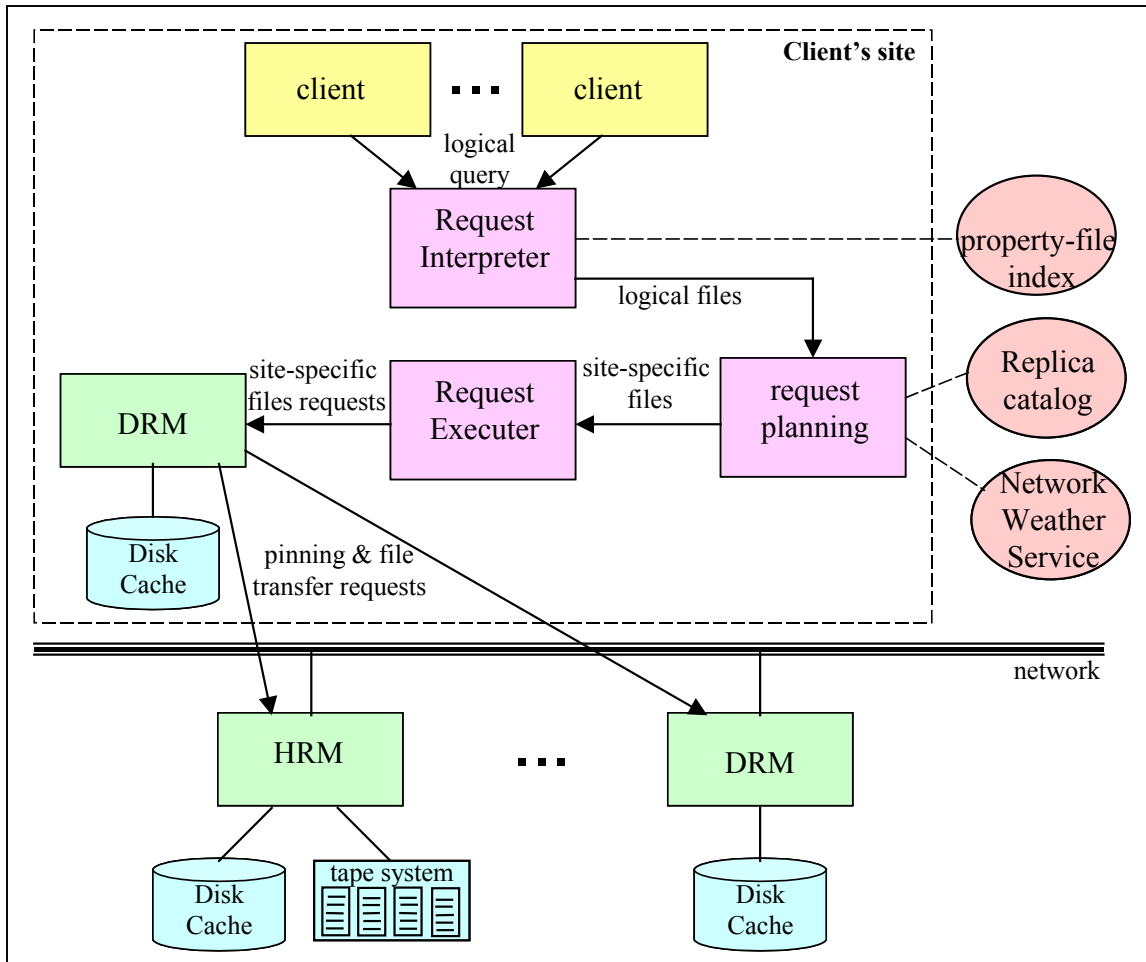 Client's site
client
client
logical
query
Request
Interpreter
property-file
index
logical files
Replica
catalog
site-specific
files requests
Request
Executer
site-specific
files
request
planning
DRM
Network
Weather
Service
Disk
Cache
pinning & file
transfer requests
network
HRM
DRM
Disk
Cache
tape system
Disk
Cache